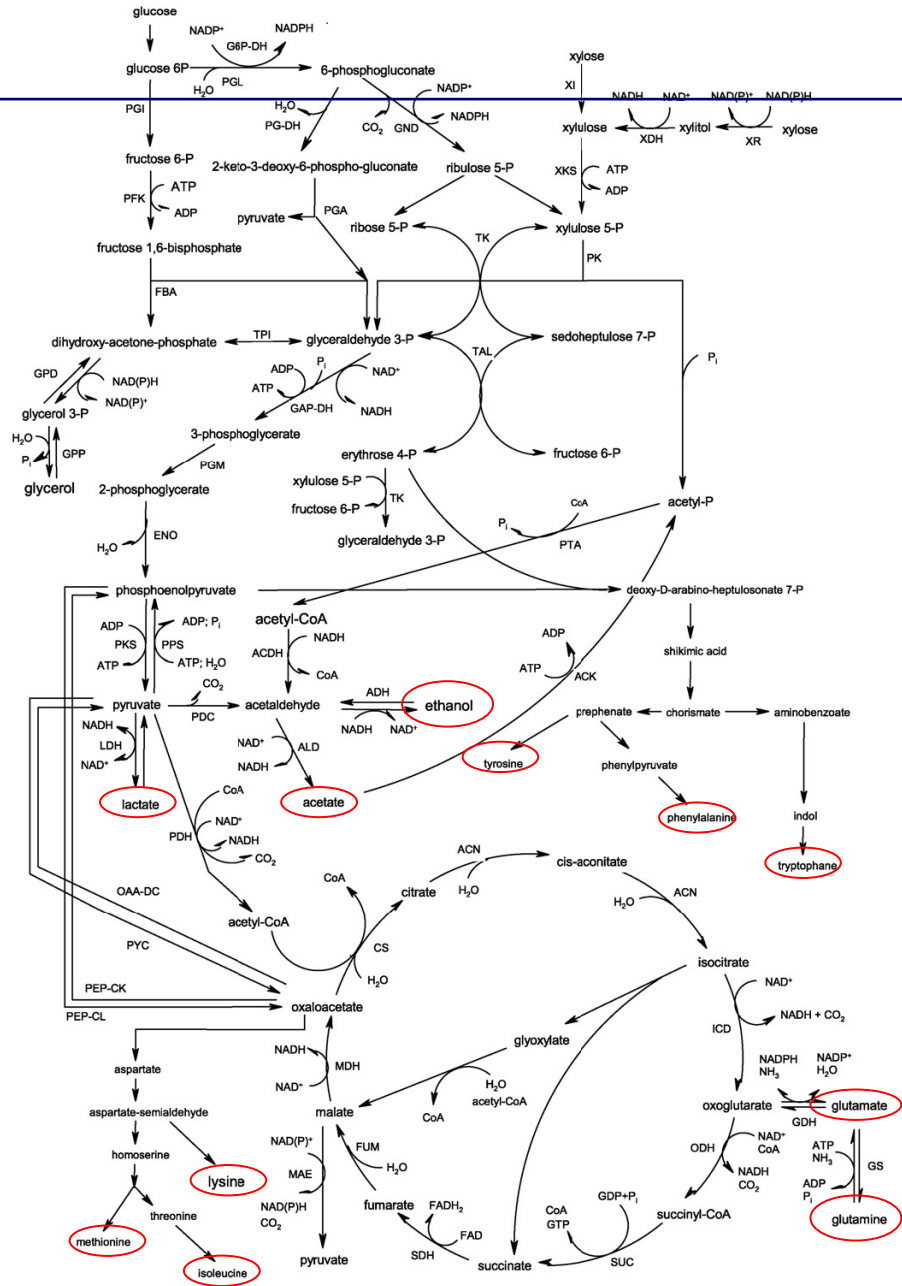 glucose
NADP⁺
NADPH
G6P-DH
glucose 6P
H₂O
PGL
6-phosphogluconate
xylose
PGI
H₂O
PG-DH
CO₂
GND
NADP⁺
NADPH
XI
NADH
NAD⁺
NAD(P)⁺
NAD(P)H
xylulose
XDH
xylitol
XR
xylose
fructose 6-P
2-keto-3-deoxy-6-phospho-gluconate
ribulose 5-P
XKS
ATP
ADP
PFK
ATP
ADP
pyruvate
PGA
ribose 5-P
TK
xylulose 5-P
fructose 1,6-bisphosphate
PK
FBA
dihydroxy-acetone-phosphate
TPI
glyceraldehyde 3-P
sedoheptulose 7-P
TAL
Pᵢ
GPD
NAD(P)H
NAD(P)⁺
ADP
Pᵢ
ATP
GAP-DH
NAD⁺
NADH
glycerol 3-P
3-phosphoglycerate
H₂O
Pᵢ
GPP
erythrose 4-P
fructose 6-P
PGM
glycerol
2-phosphoglycerate
xylulose 5-P
fructose 6-P
TK
CoA
acetyl-P
Pᵢ
PTA
H₂O
ENO
glyceraldehyde 3-P
phosphoenolpyruvate
deoxy-D-arabino-heptulosonate 7-P
acetyl-CoA
ADP
PKS
ATP
PPS
ADP; Pᵢ
ATP; H₂O
ACDH
NADH
CoA
ADP
ATP
ACK
shikimic acid
CO₂
pyruvate
PDC
acetaldehyde
ADH
NADH
NAD⁺
ethanol
prephenate
chorismate
aminobenzoate
NADH
LDH
NAD⁺
NAD⁺
NADH
ALD
tyrosine
phenylpyruvate
lactate
acetate
phenylalanine
indol
CoA
NAD⁺
PDH
NADH
CO₂
tryptophane
ACN
cis-aconitate
H₂O
OAA-DC
CoA
citrate
ACN
H₂O
acetyl-CoA
PYC
CS
H₂O
isocitrate
PEP-CK
PEP-CL
oxaloacetate
NAD⁺
ICD
NADH + CO₂
glyoxylate
NADH
MDH
NAD⁺
aspartate
H₂O
acetyl-CoA
CoA
NADPH
NH₃
NADP⁺
H₂O
aspartate-semialdehyde
malate
oxoglutarate
GDH
glutamate
homoserine
lysine
NAD(P)⁺
MAE
NAD(P)H
CO₂
FUM
H₂O
ODH
NAD⁺
CoA
NADH
CO₂
ATP
NH₃
ADP
Pᵢ
GS
threonine
fumarate
FADH₂
FAD
SDH
CoA
GTP
GDP+Pᵢ
succinyl-CoA
glutamine
methionine
isoleucine
pyruvate
succinate
SUC